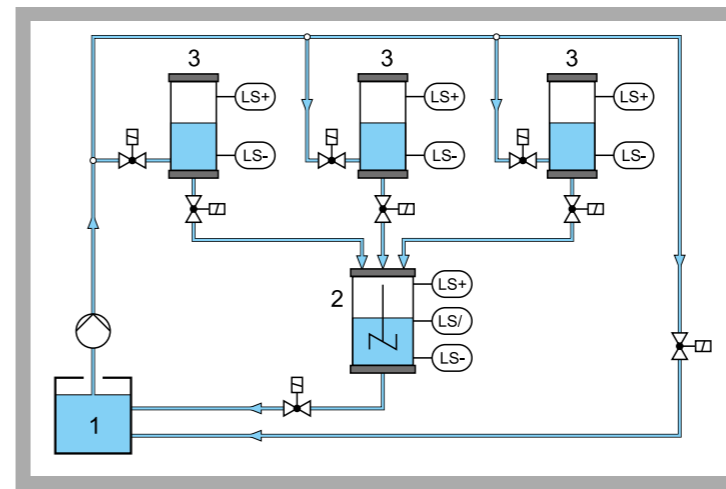 3 3 3
LS+ LS+ LS+
LS- LS- LS-
2 LS+
LS/
LS-
1